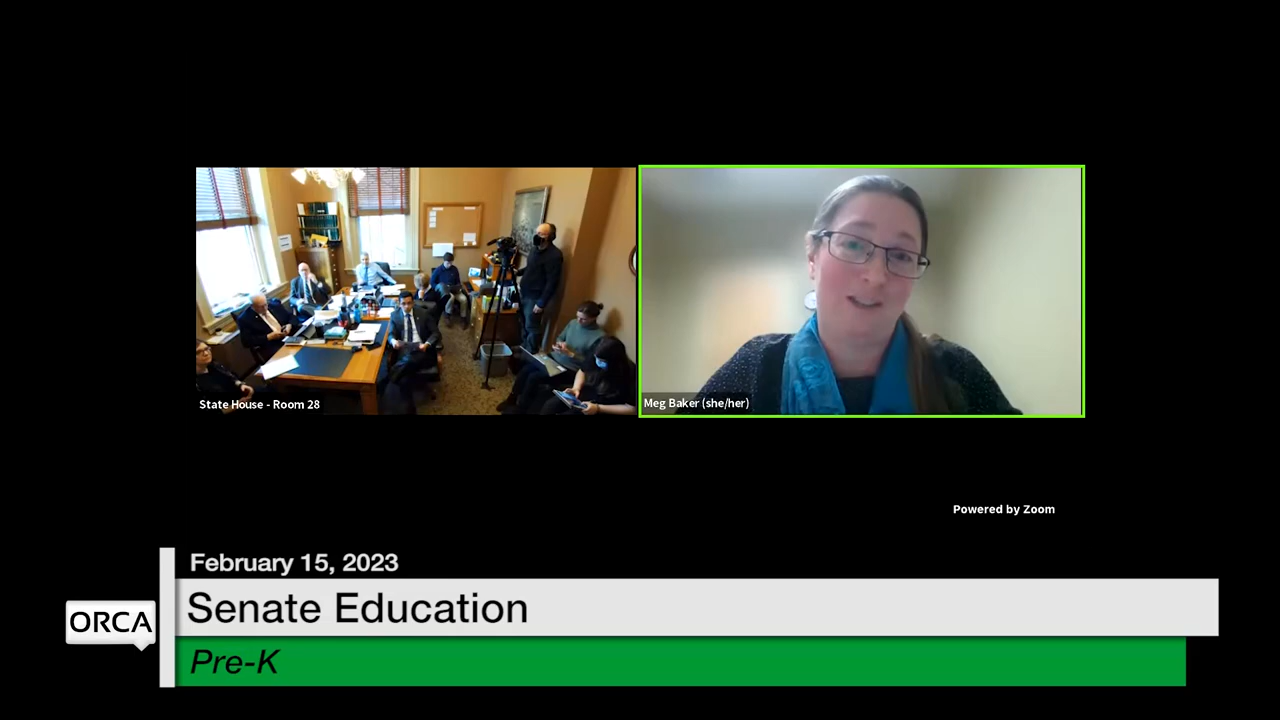 State House - Room 28
Meg Baker (she/her)
Powered by Zoom
February 15, 2023
Senate Education
ORCA
Pre-K